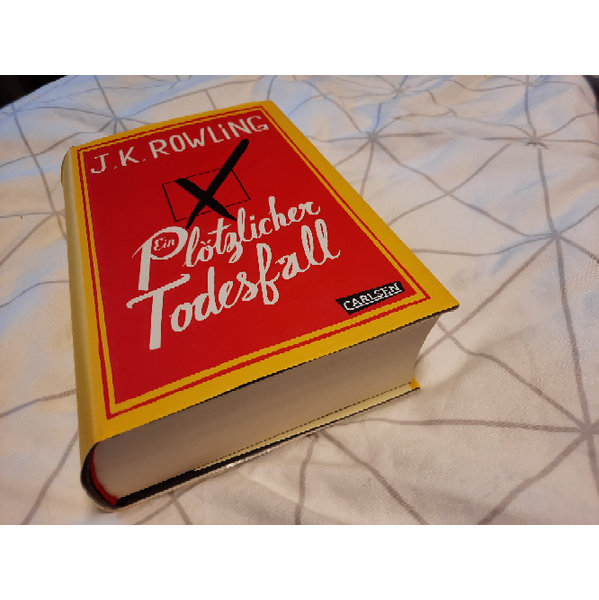 J.K. ROWLING
Ein
Plötzlicher
Todesfall
CARLSEN